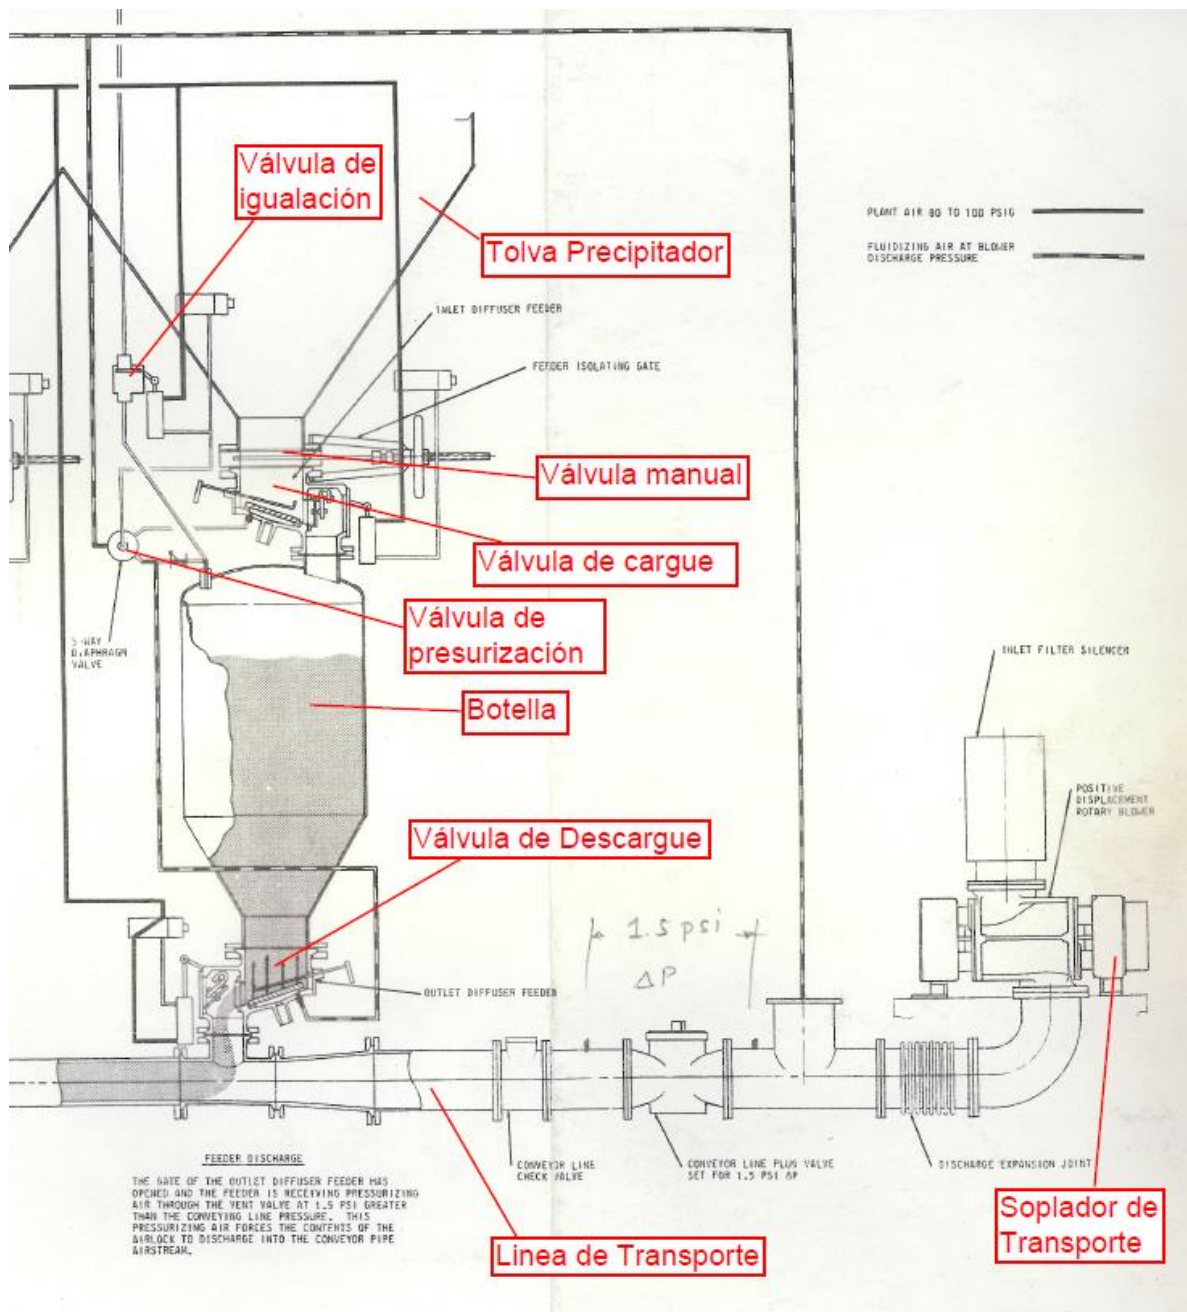 Válvula de
igualación
Tolva Precipitador
PLANT AIR 80 TO 100 PSIG
FLUIDIZING AIR AT BLOWER
DISCHARGE PRESSURE
INLET DIFFUSER FEEDER
FEEDER ISOLATING GATE
Válvula manual
Válvula de cargue
Válvula de
presurización
3-WAY
DIAPHRAGM
VALVE
Botella
INLET FILTER SILENCER
POSITIVE
DISPLACEMENT
ROTARY BLOWER
Válvula de Descargue
1.5 psi
ΔP
OUTLET DIFFUSER FEEDER
FEEDER DISCHARGE
THE GATE OF THE OUTLET DIFFUSER FEEDER HAS
OPENED AND THE FEEDER IS RECEIVING PRESSURIZING
AIR THROUGH THE VENT VALVE AT 1.5 PSI GREATER
THAN THE CONVEYING LINE PRESSURE. THIS
PRESSURIZING AIR FORCES THE CONTENTS OF THE
AIRLOCK TO DISCHARGE INTO THE CONVEYOR PIPE
AIRSTREAM.
CONVEYOR LINE
CHECK VALVE
CONVEYOR LINE PLUG VALVE
SET FOR 1.5 PSI ΔP
DISCHARGE EXPANSION JOINT
Linea de Transporte
Soplador de
Transporte